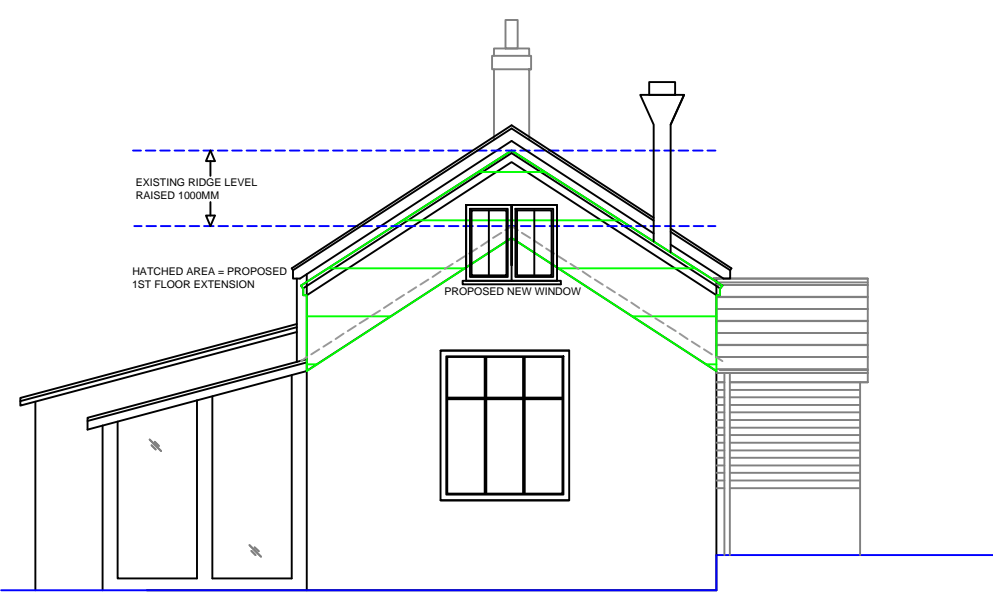 EXISTING RIDGE LEVEL
RAISED 1000MM
HATCHED AREA = PROPOSED
1ST FLOOR EXTENSION
PROPOSED NEW WINDOW